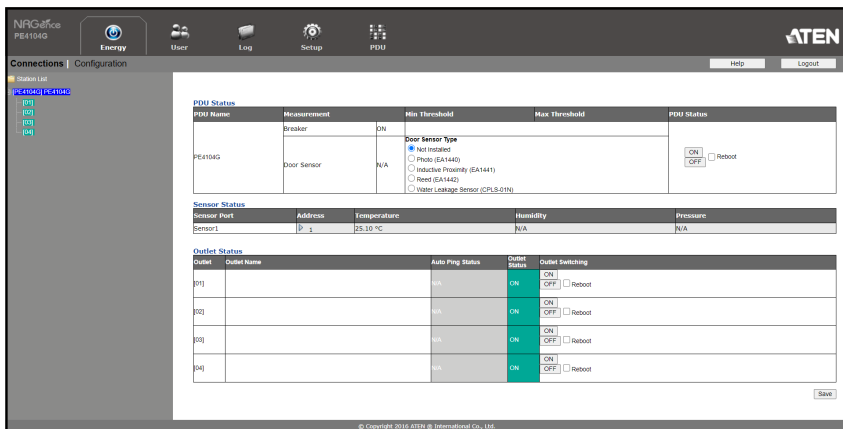 NRGence
PE4104G
Energy User Log Setup PDU
ATEN
Connections | Configuration
Help Logout
Station List
[PE4104G] PE4104G
[01]
[02]
[03]
[04]
PDU Status
PDU Name Measurement Min Threshold Max Threshold PDU Status
Breaker ON
PE4104G
Door Sensor N/A
Door Sensor Type
Not Installed
Photo (EA1440)
Inductive Proximity (EA1441)
Reed (EA1442)
Water Leakage Sensor (CPLS-01N)
ON
OFF Reboot
Sensor Status
Sensor Port Address Temperature Humidity Pressure
Sensor1 1 25.10 °C N/A N/A
Outlet Status
Outlet Outlet Name Auto Ping Status Outlet Status Outlet Switching
[01] N/A ON ON
OFF Reboot
[02] N/A ON ON
OFF Reboot
[03] N/A ON ON
OFF Reboot
[04] N/A ON ON
OFF Reboot
Save
© Copyright 2016 ATEN @ International Co., Ltd.